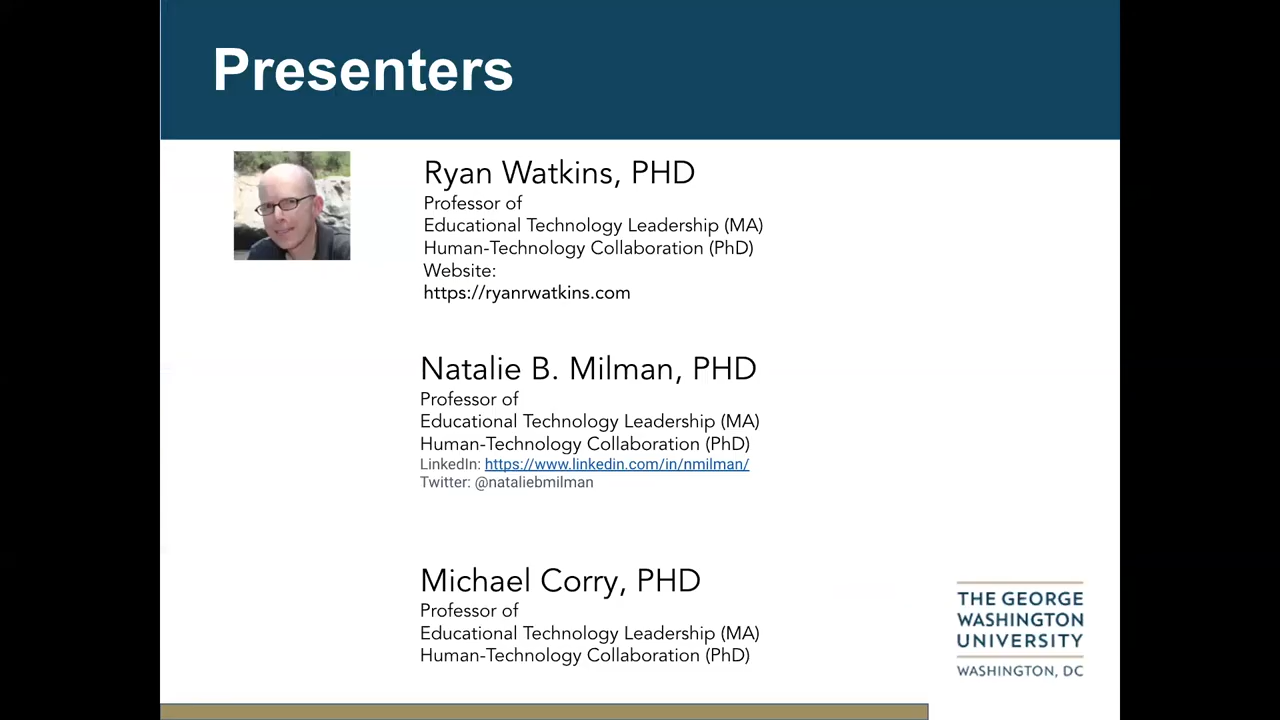 Presenters
Ryan Watkins, PHD
Professor of
Educational Technology Leadership (MA)
Human-Technology Collaboration (PhD)
Website:
https://ryanrwatkins.com
Natalie B. Milman, PHD
Professor of
Educational Technology Leadership (MA)
Human-Technology Collaboration (PhD)
LinkedIn: https://www.linkedin.com/in/nmilman/
Twitter: @nataliebmilman
Michael Corry, PHD
Professor of
Educational Technology Leadership (MA)
Human-Technology Collaboration (PhD)
THE GEORGE
WASHINGTON
UNIVERSITY
WASHINGTON, DC